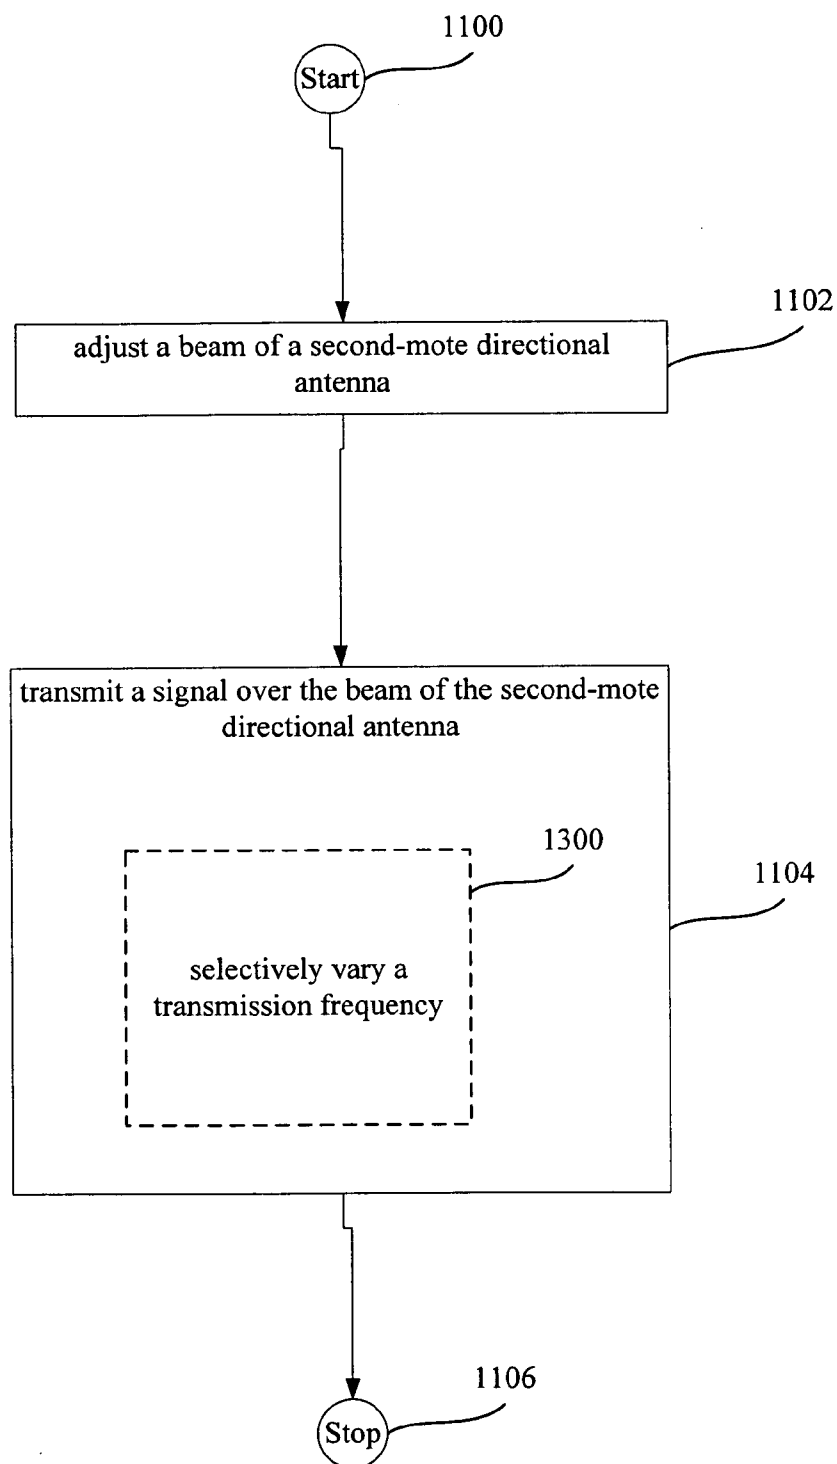 1100
Start
1102
adjust a beam of a second-mote directional
antenna
transmit a signal over the beam of the second-mote
directional antenna
1300
1104
selectively vary a
transmission frequency
1106
Stop